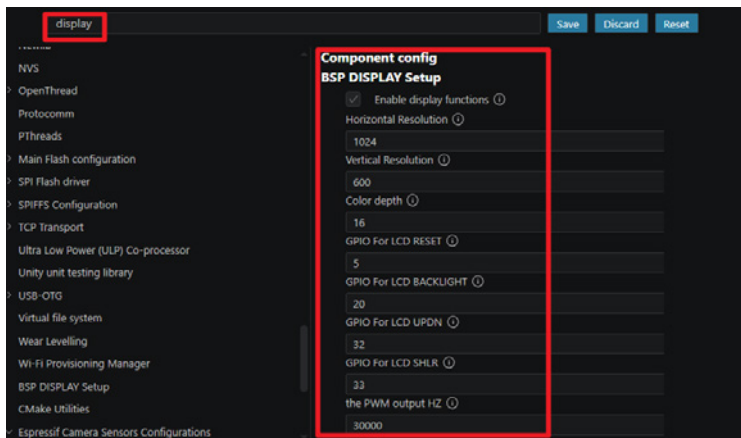 display
Save
Discard
Reset
NVS
OpenThread
Protocomm
PThreads
Main Flash configuration
SPI Flash driver
SPIFFS Configuration
TCP Transport
Ultra Low Power (ULP) Co-processor
Unity unit testing library
USB-OTG
Virtual file system
Wear Levelling
Wi-Fi Provisioning Manager
BSP DISPLAY Setup
CMake Utilities
Espressif Camera Sensors Configurations
Component config
BSP DISPLAY Setup
Enable display functions
Horizontal Resolution
1024
Vertical Resolution
600
Color depth
16
GPIO For LCD RESET
5
GPIO For LCD BACKLIGHT
20
GPIO For LCD UPDN
32
GPIO For LCD SHLR
33
the PWM output HZ
30000